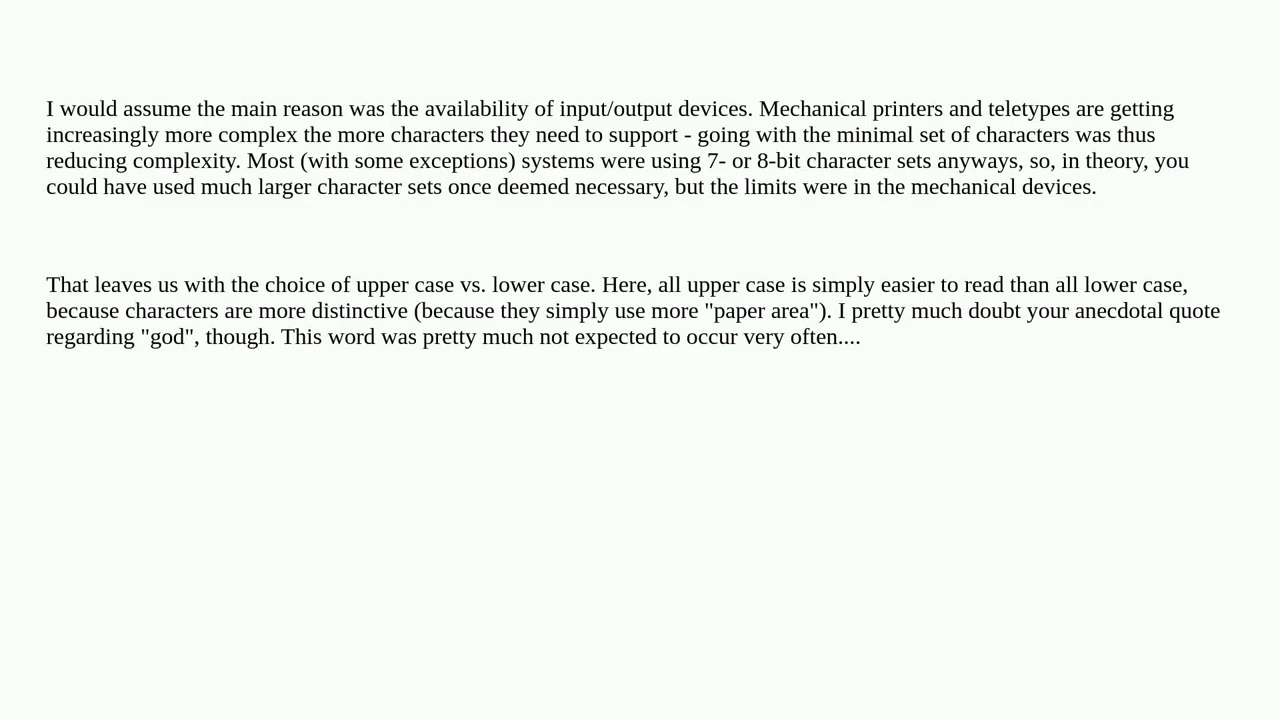 I would assume the main reason was the availability of input/output devices. Mechanical printers and teletypes are getting
increasingly more complex the more characters they need to support - going with the minimal set of characters was thus
reducing complexity. Most (with some exceptions) systems were using 7- or 8-bit character sets anyways, so, in theory, you
could have used much larger character sets once deemed necessary, but the limits were in the mechanical devices.
That leaves us with the choice of upper case vs. lower case. Here, all upper case is simply easier to read than all lower case,
because characters are more distinctive (because they simply use more "paper area"). I pretty much doubt your anecdotal quote
regarding "god", though. This word was pretty much not expected to occur very often....